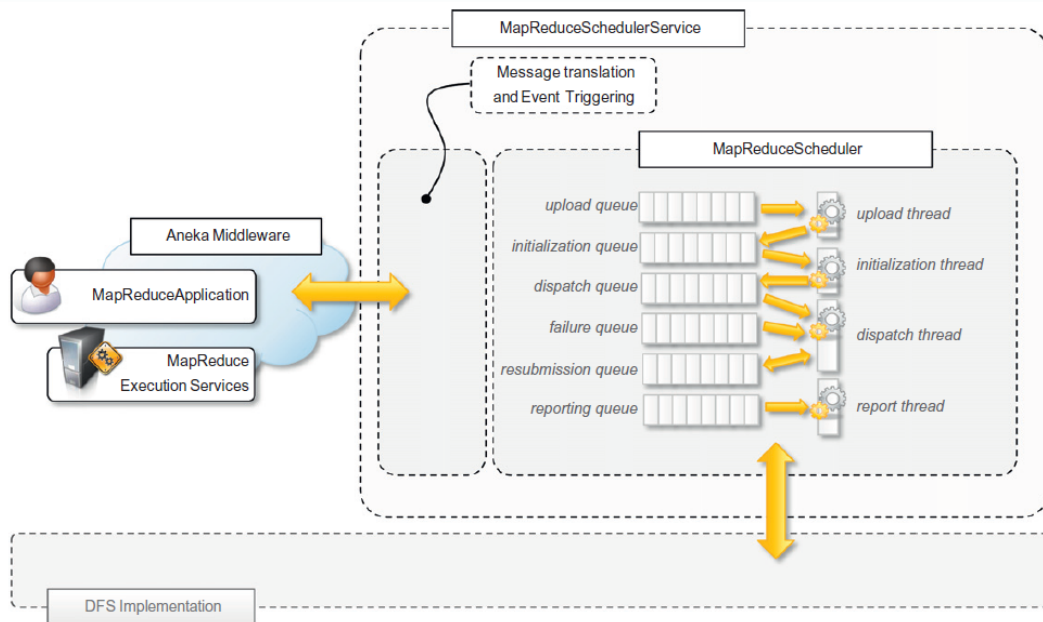 MapReduceSchedulerService
Message translation
and Event Triggering
MapReduceScheduler
upload queue
upload thread
Aneka Middleware
initialization queue
initialization thread
MapReduceApplication
dispatch queue
failure queue
dispatch thread
MapReduce
Execution Services
resubmission queue
reporting queue
report thread
DFS Implementation